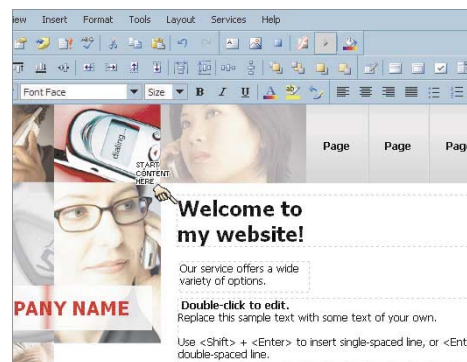 iew Insert Format Tools Layout Services Help
Font Face Size B I U
dialing...
START
CONTENT
HERE
Page Page Pag
Welcome to
my website!
Our service offers a wide
variety of options.
PANY NAME
Double-click to edit.
Replace this sample text with some text of your own.
Use <Shift> + <Enter> to insert single-spaced line, or <Ent
double-spaced line.